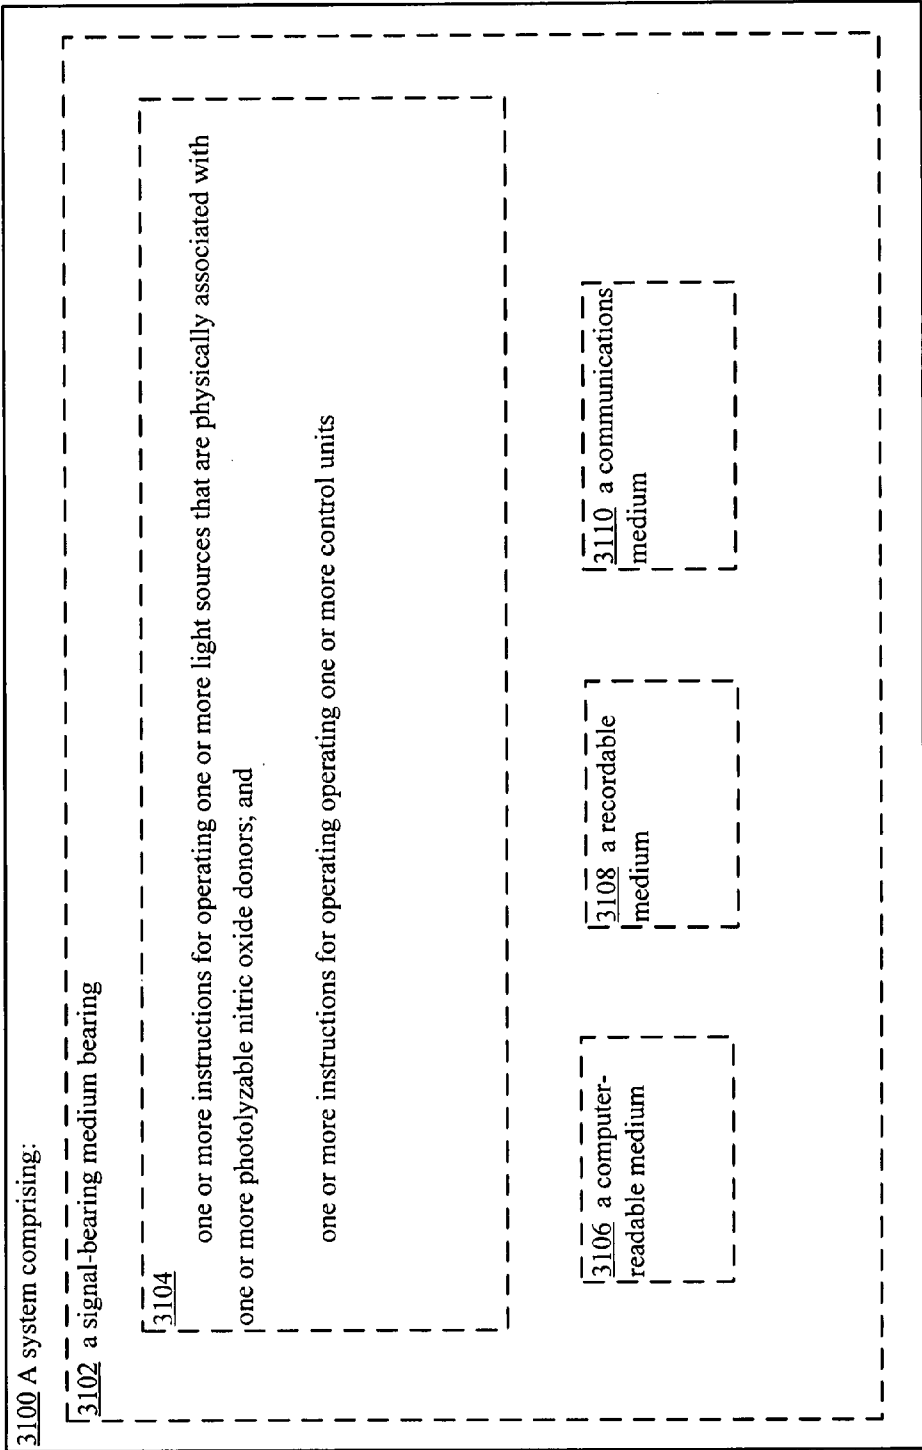 3100 A system comprising:
3102 a signal-bearing medium bearing
3104
one or more instructions for operating one or more light sources that are physically associated with
one or more photolyzable nitric oxide donors; and
one or more instructions for operating operating one or more control units
3106 a computer-
readable medium
3108 a recordable
medium
3110 a communications
medium